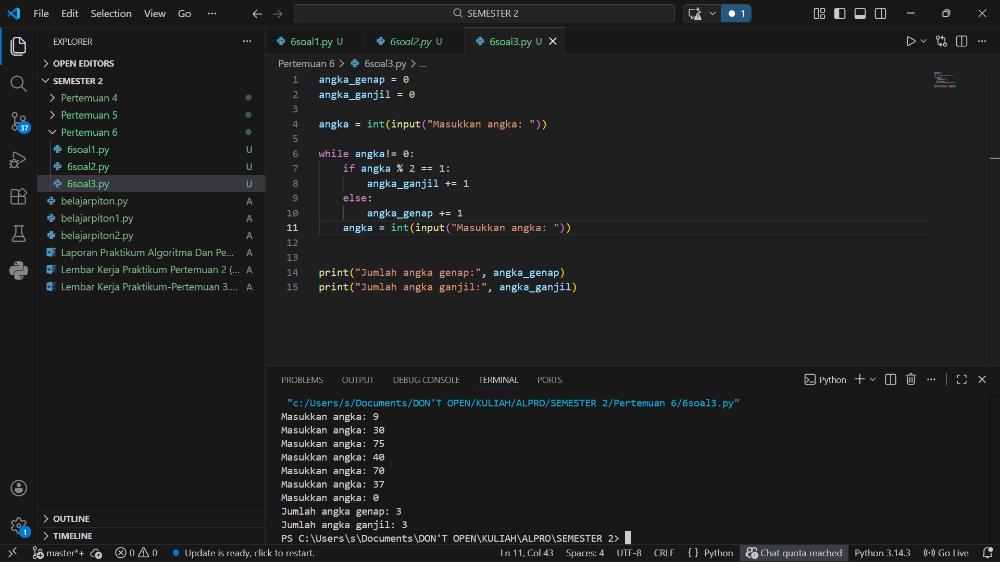 File Edit Selection View Go ···
SEMESTER 2
1
EXPLORER ···
6soal1.py U
6soal2.py U
6soal3.py U
OPEN EDITORS
SEMESTER 2
Pertemuan 4
Pertemuan 5
Pertemuan 6
6soal1.py U
6soal2.py U
6soal3.py U
belajarpiton.py A
belajarpiton1.py A
belajarpiton2.py A
Laporan Praktikum Algoritma Dan Pe... A
Lembar Kerja Praktikum Pertemuan 2 (... A
Lembar Kerja Praktikum-Pertemuan 3.... A
37
OUTLINE
TIMELINE
1
Pertemuan 6 > 6soal3.py > ...
1 angka_genap = 0
2 angka_ganjil = 0
3
4 angka = int(input("Masukkan angka: "))
5
6 while angka!= 0:
7 if angka % 2 == 1:
8 angka_ganjil += 1
9 else:
10 angka_genap += 1
11 angka = int(input("Masukkan angka: "))
12
13
14 print("Jumlah angka genap:", angka_genap)
15 print("Jumlah angka ganjil:", angka_ganjil)
PROBLEMS OUTPUT DEBUG CONSOLE TERMINAL PORTS
Python
"c:/Users/s/Documents/DON'T OPEN/KULIAH/ALPRO/SEMESTER 2/Pertemuan 6/6soal3.py"
Masukkan angka: 9
Masukkan angka: 30
Masukkan angka: 75
Masukkan angka: 40
Masukkan angka: 70
Masukkan angka: 37
Masukkan angka: 0
Jumlah angka genap: 3
Jumlah angka ganjil: 3
PS C:\Users\s\Documents\DON'T OPEN\KULIAH\ALPRO\SEMESTER 2>
master*+ 0 0 Update is ready, click to restart. Ln 11, Col 43 Spaces: 4 UTF-8 CRLF { } Python Chat quota reached Python 3.14.3 Go Live